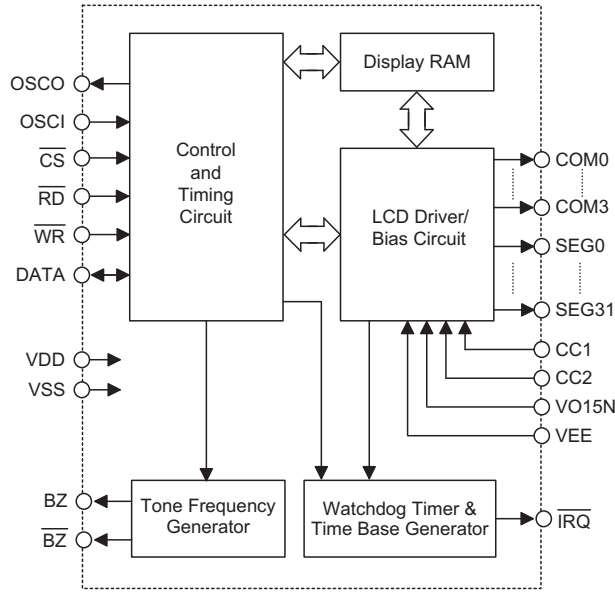 Display RAM
OSCO
OSCI
CS
RD
WR
DATA
Control
and
Timing
Circuit
LCD Driver/
Bias Circuit
COM0
COM3
SEG0
SEG31
CC1
CC2
VO15N
VEE
VDD
VSS
BZ
BZ
Tone Frequency
Generator
Watchdog Timer &
Time Base Generator
IRQ